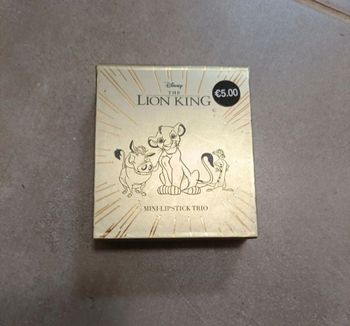 Disney
THE
LION KING
€5.00
MINI LIPSTICK TRIO